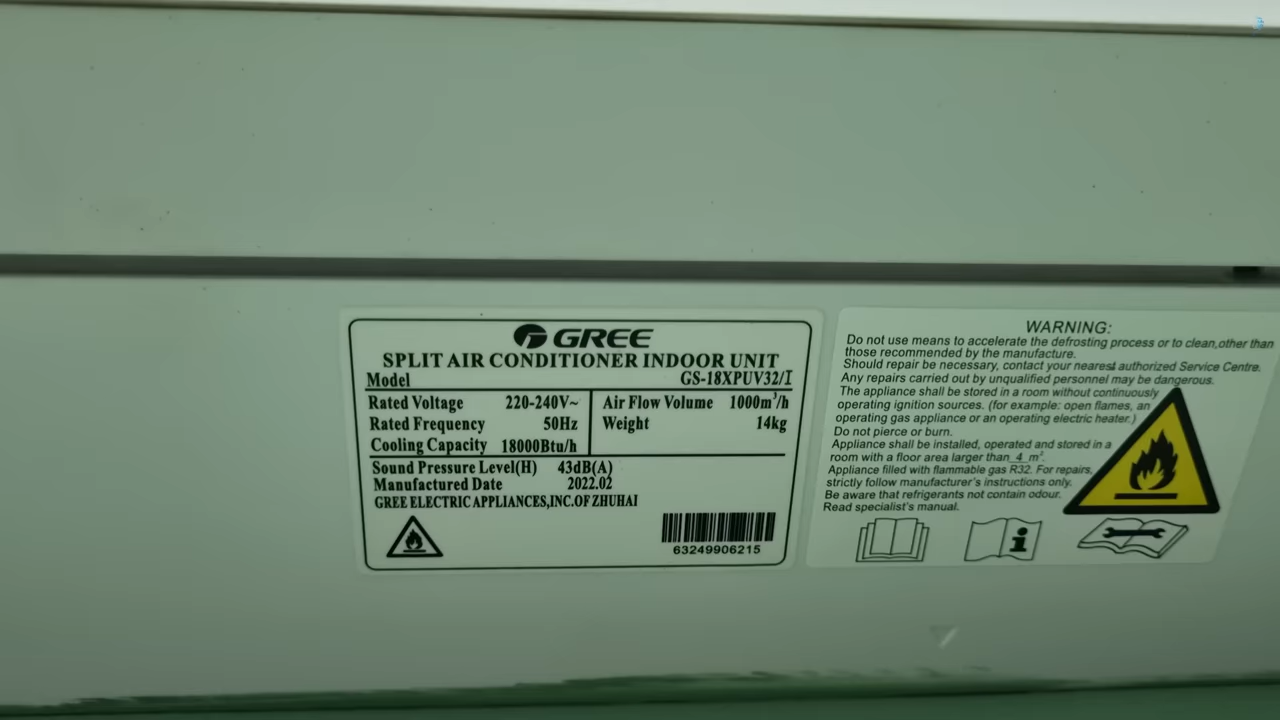 GREE
SPLIT AIR CONDITIONER INDOOR UNIT
Model GS-18XPUV32/I
Rated Voltage 220-240V~
Rated Frequency 50Hz
Cooling Capacity 18000Btu/h
Air Flow Volume 1000m³/h
Weight 14kg
Sound Pressure Level(H) 43dB(A)
Manufactured Date 2022.02
GREE ELECTRIC APPLIANCES,INC.OF ZHUHAI
63249906215
WARNING:
Do not use means to accelerate the defrosting process or to clean,other than
those recommended by the manufacture.
Should repair be necessary, contact your nearest authorized Service Centre.
Any repairs carried out by unqualified personnel may be dangerous.
The appliance shall be stored in a room without continuously
operating ignition sources. (for example: open flames, an
operating gas appliance or an operating electric heater.)
Do not pierce or burn.
Appliance shall be installed, operated and stored in a
room with a floor area larger than 4 m².
Appliance filled with flammable gas R32. For repairs,
strictly follow manufacturer's instructions only.
Be aware that refrigerants not contain odour.
Read specialist's manual.